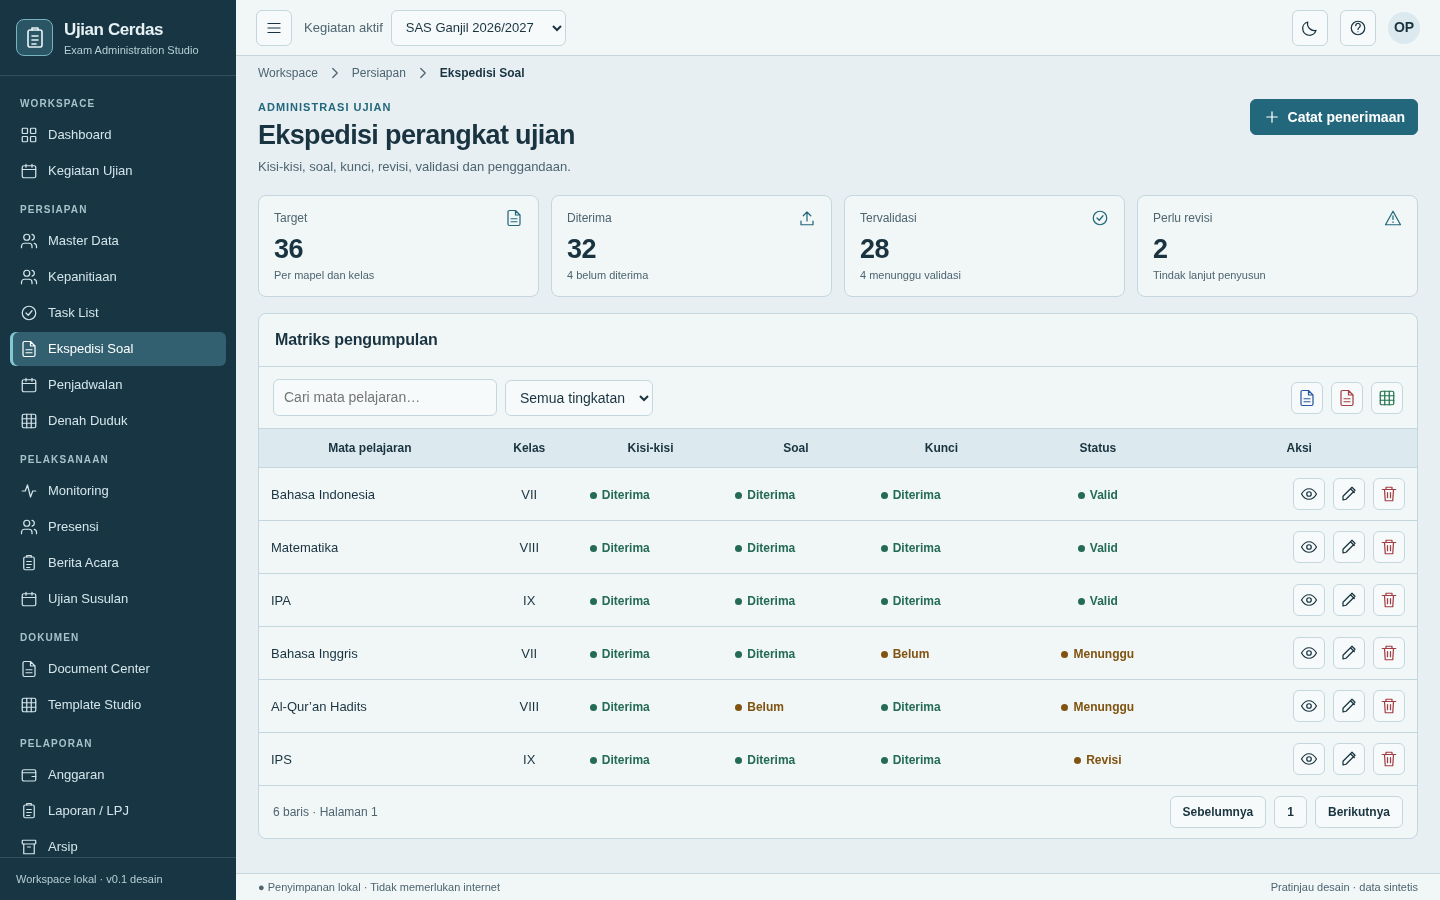 Ujian Cerdas
Exam Administration Studio
WORKSPACE
Dashboard
Kegiatan Ujian
PERSIAPAN
Master Data
Kepanitiaan
Task List
Ekspedisi Soal
Penjadwalan
Denah Duduk
PELAKSANAAN
Monitoring
Presensi
Berita Acara
Ujian Susulan
DOKUMEN
Document Center
Template Studio
PELAPORAN
Anggaran
Laporan / LPJ
Arsip
Workspace lokal · v0.1 desain
Kegiatan aktif SAS Ganjil 2026/2027 OP
Workspace Persiapan Ekspedisi Soal
ADMINISTRASI UJIAN
Ekspedisi perangkat ujian
Kisi-kisi, soal, kunci, revisi, validasi dan penggandaan.
Catat penerimaan
Target
36
Per mapel dan kelas
Diterima
32
4 belum diterima
Tervalidasi
28
4 menunggu validasi
Perlu revisi
2
Tindak lanjut penyusun
Matriks pengumpulan
Cari mata pelajaran… Semua tingkatan
Mata pelajaran Kelas Kisi-kisi Soal Kunci Status Aksi
Bahasa Indonesia VII Diterima Diterima Diterima Valid
Matematika VIII Diterima Diterima Diterima Valid
IPA IX Diterima Diterima Diterima Valid
Bahasa Inggris VII Diterima Diterima Belum Menunggu
Al-Qur’an Hadits VIII Diterima Belum Diterima Menunggu
IPS IX Diterima Diterima Diterima Revisi
6 baris · Halaman 1 Sebelumnya 1 Berikutnya
● Penyimpanan lokal · Tidak memerlukan internet Pratinjau desain · data sintetis